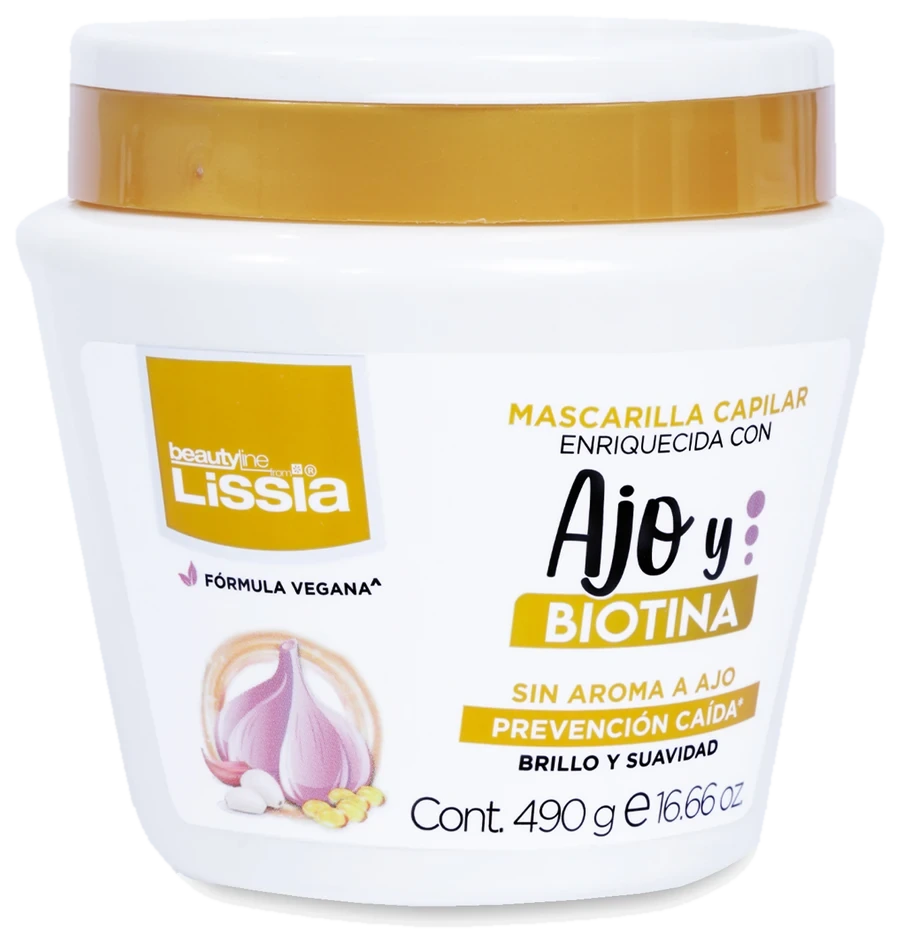 beautyline
from ®
Lissia
FÓRMULA VEGANA^
MASCARILLA CAPILAR
ENRIQUECIDA CON
Ajo y
BIOTINA
SIN AROMA A AJO
PREVENCIÓN CAÍDA*
BRILLO Y SUAVIDAD
Cont. 490 g e 16.66 oz.